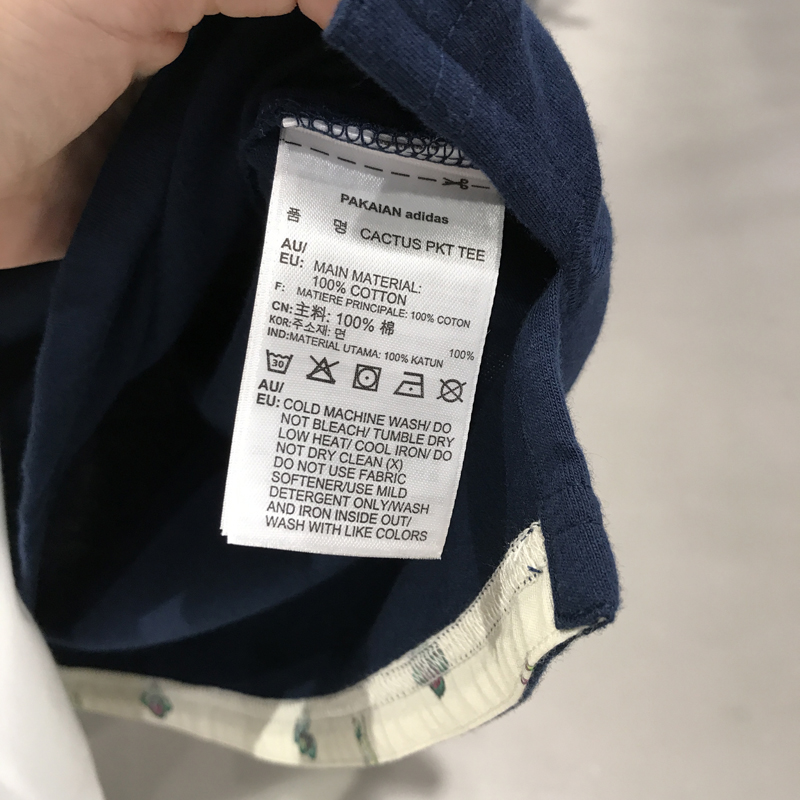 PAKAIAN adidas
품 명 CACTUS PKT TEE
AU/
EU: MAIN MATERIAL:
100% COTTON
F: MATIERE PRINCIPALE: 100% COTON
CN:主料: 100% 棉
KOR:주소재: 면 100%
IND:MATERIAL UTAMA: 100% KATUN
30
AU/
EU: COLD MACHINE WASH/ DO
NOT BLEACH/ TUMBLE DRY
LOW HEAT/ COOL IRON/ DO
NOT DRY CLEAN (X)
DO NOT USE FABRIC
SOFTENER/USE MILD
DETERGENT ONLY/WASH
AND IRON INSIDE OUT/
WASH WITH LIKE COLORS